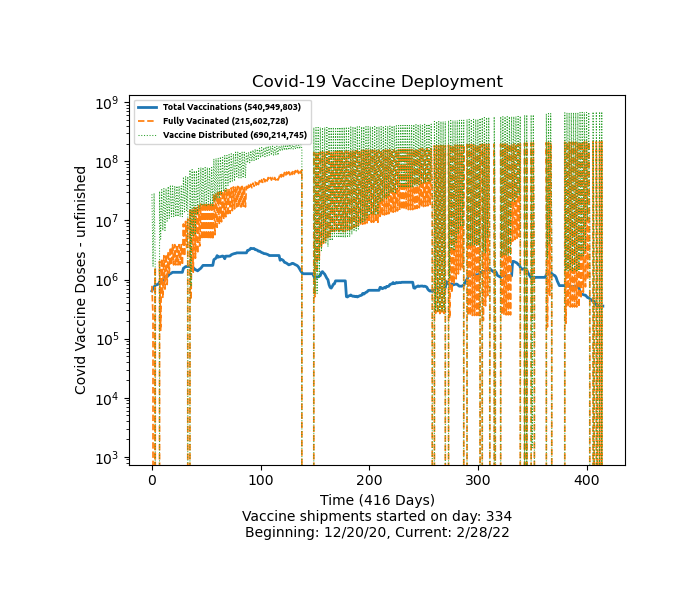 Covid-19 Vaccine Deployment
Total Vaccinations (540,949,803)
Fully Vacinated (215,602,728)
Vaccine Distributed (690,214,745)
Covid Vaccine Doses - unfinished
10⁹
10⁸
10⁷
10⁶
10⁵
10⁴
10³
0 100 200 300 400
Time (416 Days)
Vaccine shipments started on day: 334
Beginning: 12/20/20, Current: 2/28/22